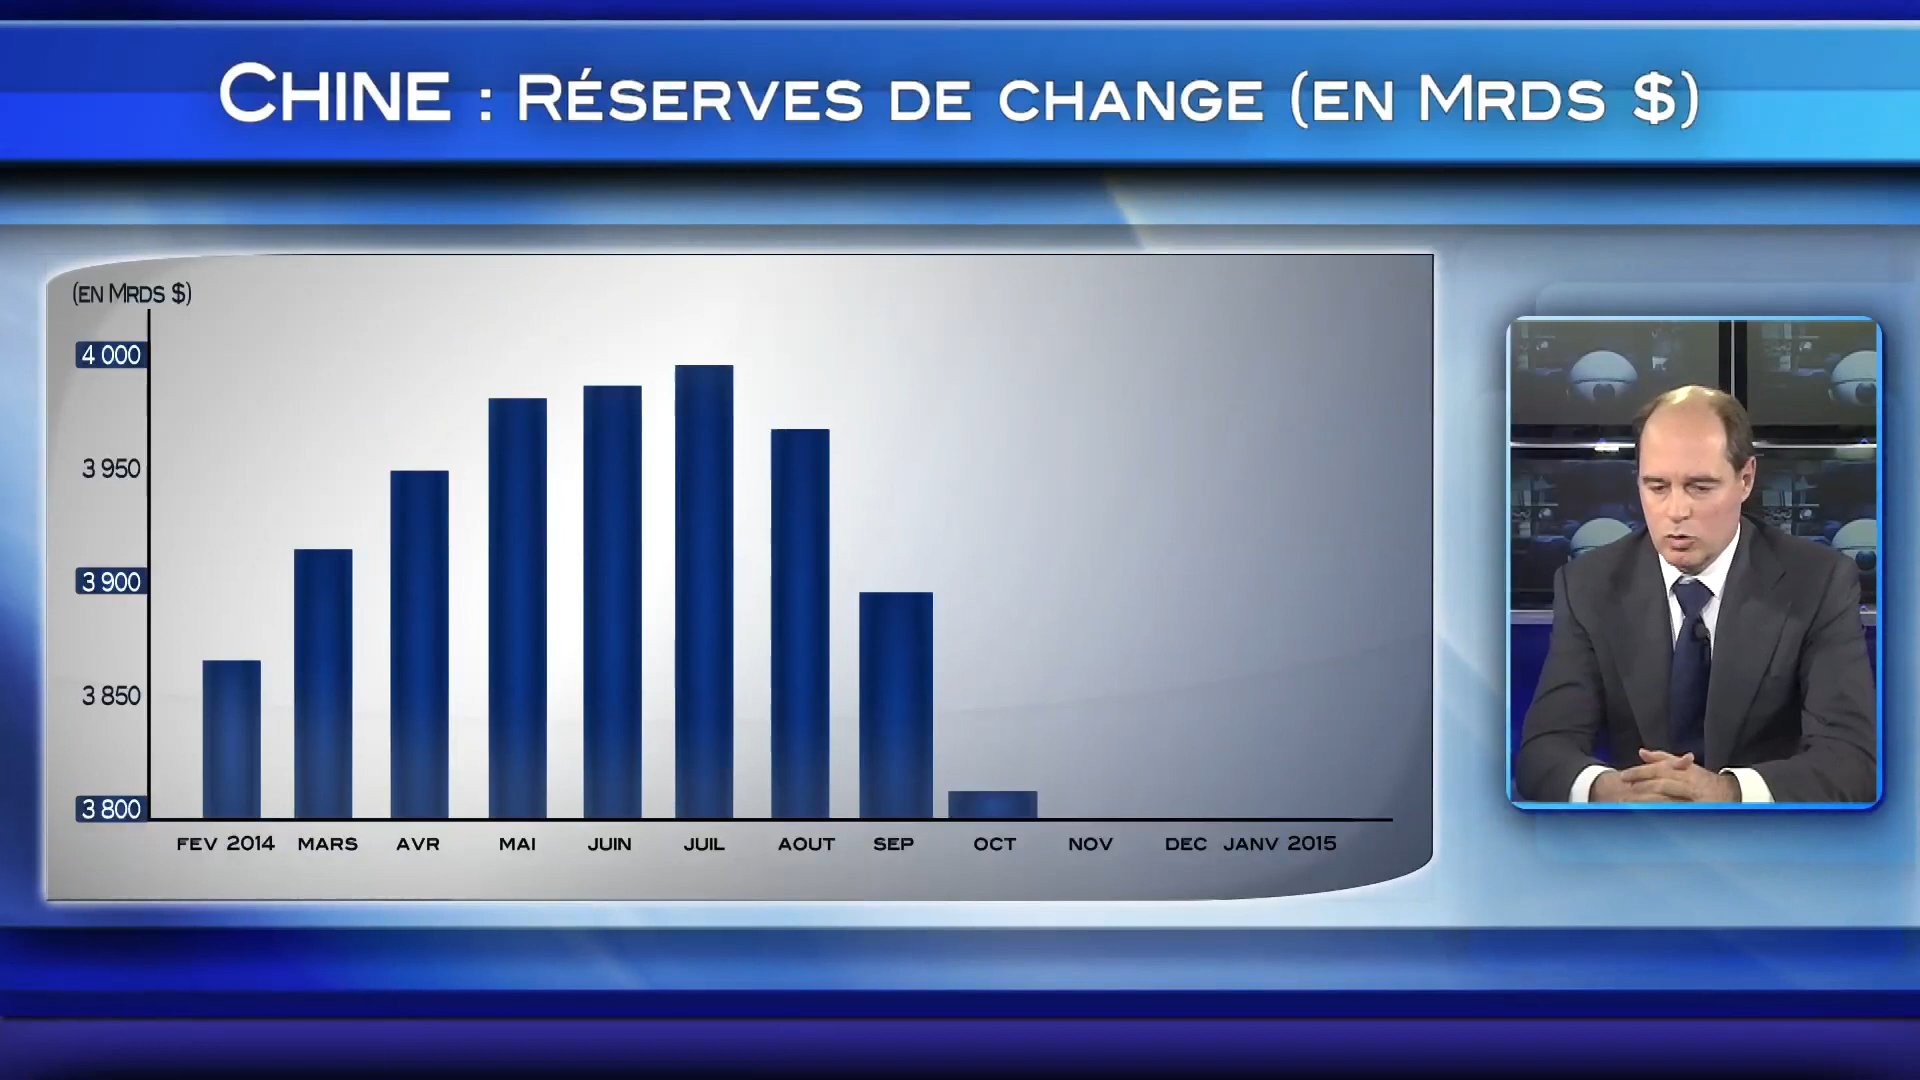 CHINE : RÉSERVES DE CHANGE (EN MRDS $)
(EN MRDS $)
4 000
3 950
3 900
3 850
3 800
FEV 2014 MARS AVR MAI JUIN JUIL AOUT SEP OCT NOV DEC JANV 2015